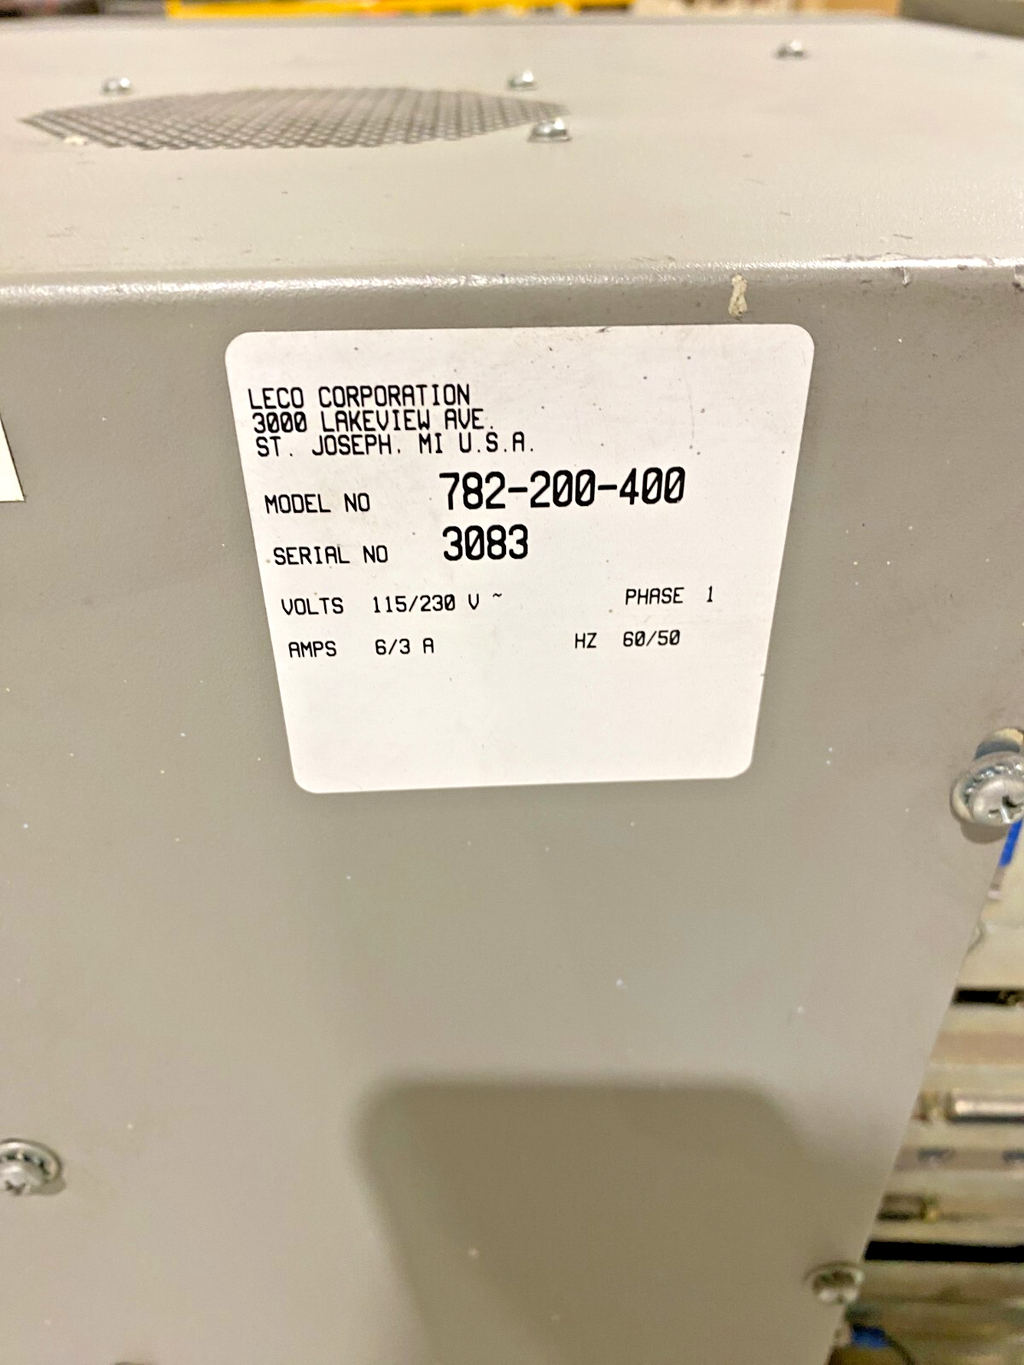 LECO CORPORATION
3000 LAKEVIEW AVE.
ST. JOSEPH, MI U.S.A.
MODEL NO 782-200-400
SERIAL NO 3083
VOLTS 115/230 V ~ PHASE 1
AMPS 6/3 A HZ 60/50